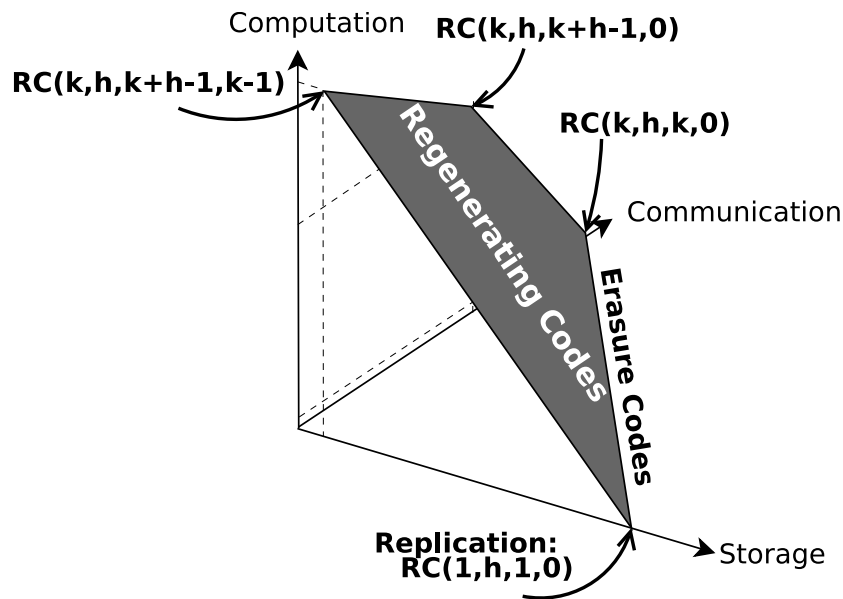 Computation
RC(k,h,k+h-1,0)
RC(k,h,k+h-1,k-1)
RC(k,h,k,0)
Communication
Regenerating Codes
Erasure Codes
Replication:
RC(1,h,1,0)
Storage